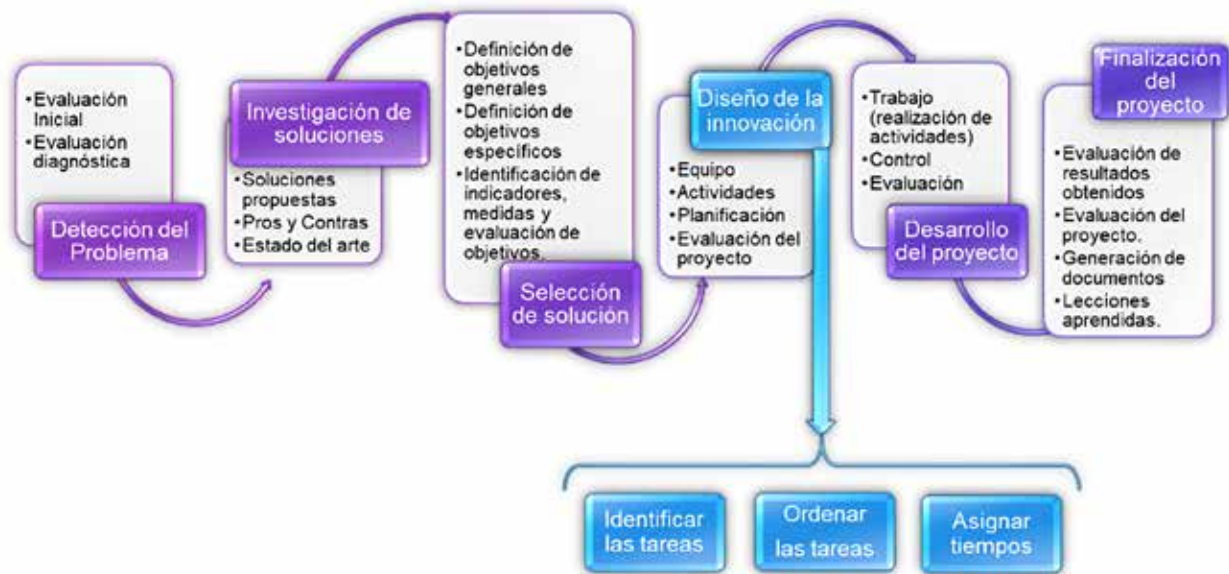 •Evaluación
Inicial
•Evaluación
diagnóstica
Detección del
Problema
Investigación de
soluciones
•Soluciones
propuestas
•Pros y Contras
•Estado del arte
•Definición de
objetivos
generales
•Definición de
objetivos
específicos
•Identificación de
indicadores,
medidas y
evaluación de
objetivos.
Selección
de solución
Diseño de la
innovación
•Equipo
•Actividades
•Planificación
•Evaluación del
proyecto
•Trabajo
(realización de
actividades)
•Control
•Evaluación
Desarrollo
del proyecto
Finalización
del
proyecto
•Evaluación de
resultados
obtenidos
•Evaluación del
proyecto.
•Generación de
documentos
•Lecciones
aprendidas.
Identificar
las tareas
Ordenar
las tareas
Asignar
tiempos